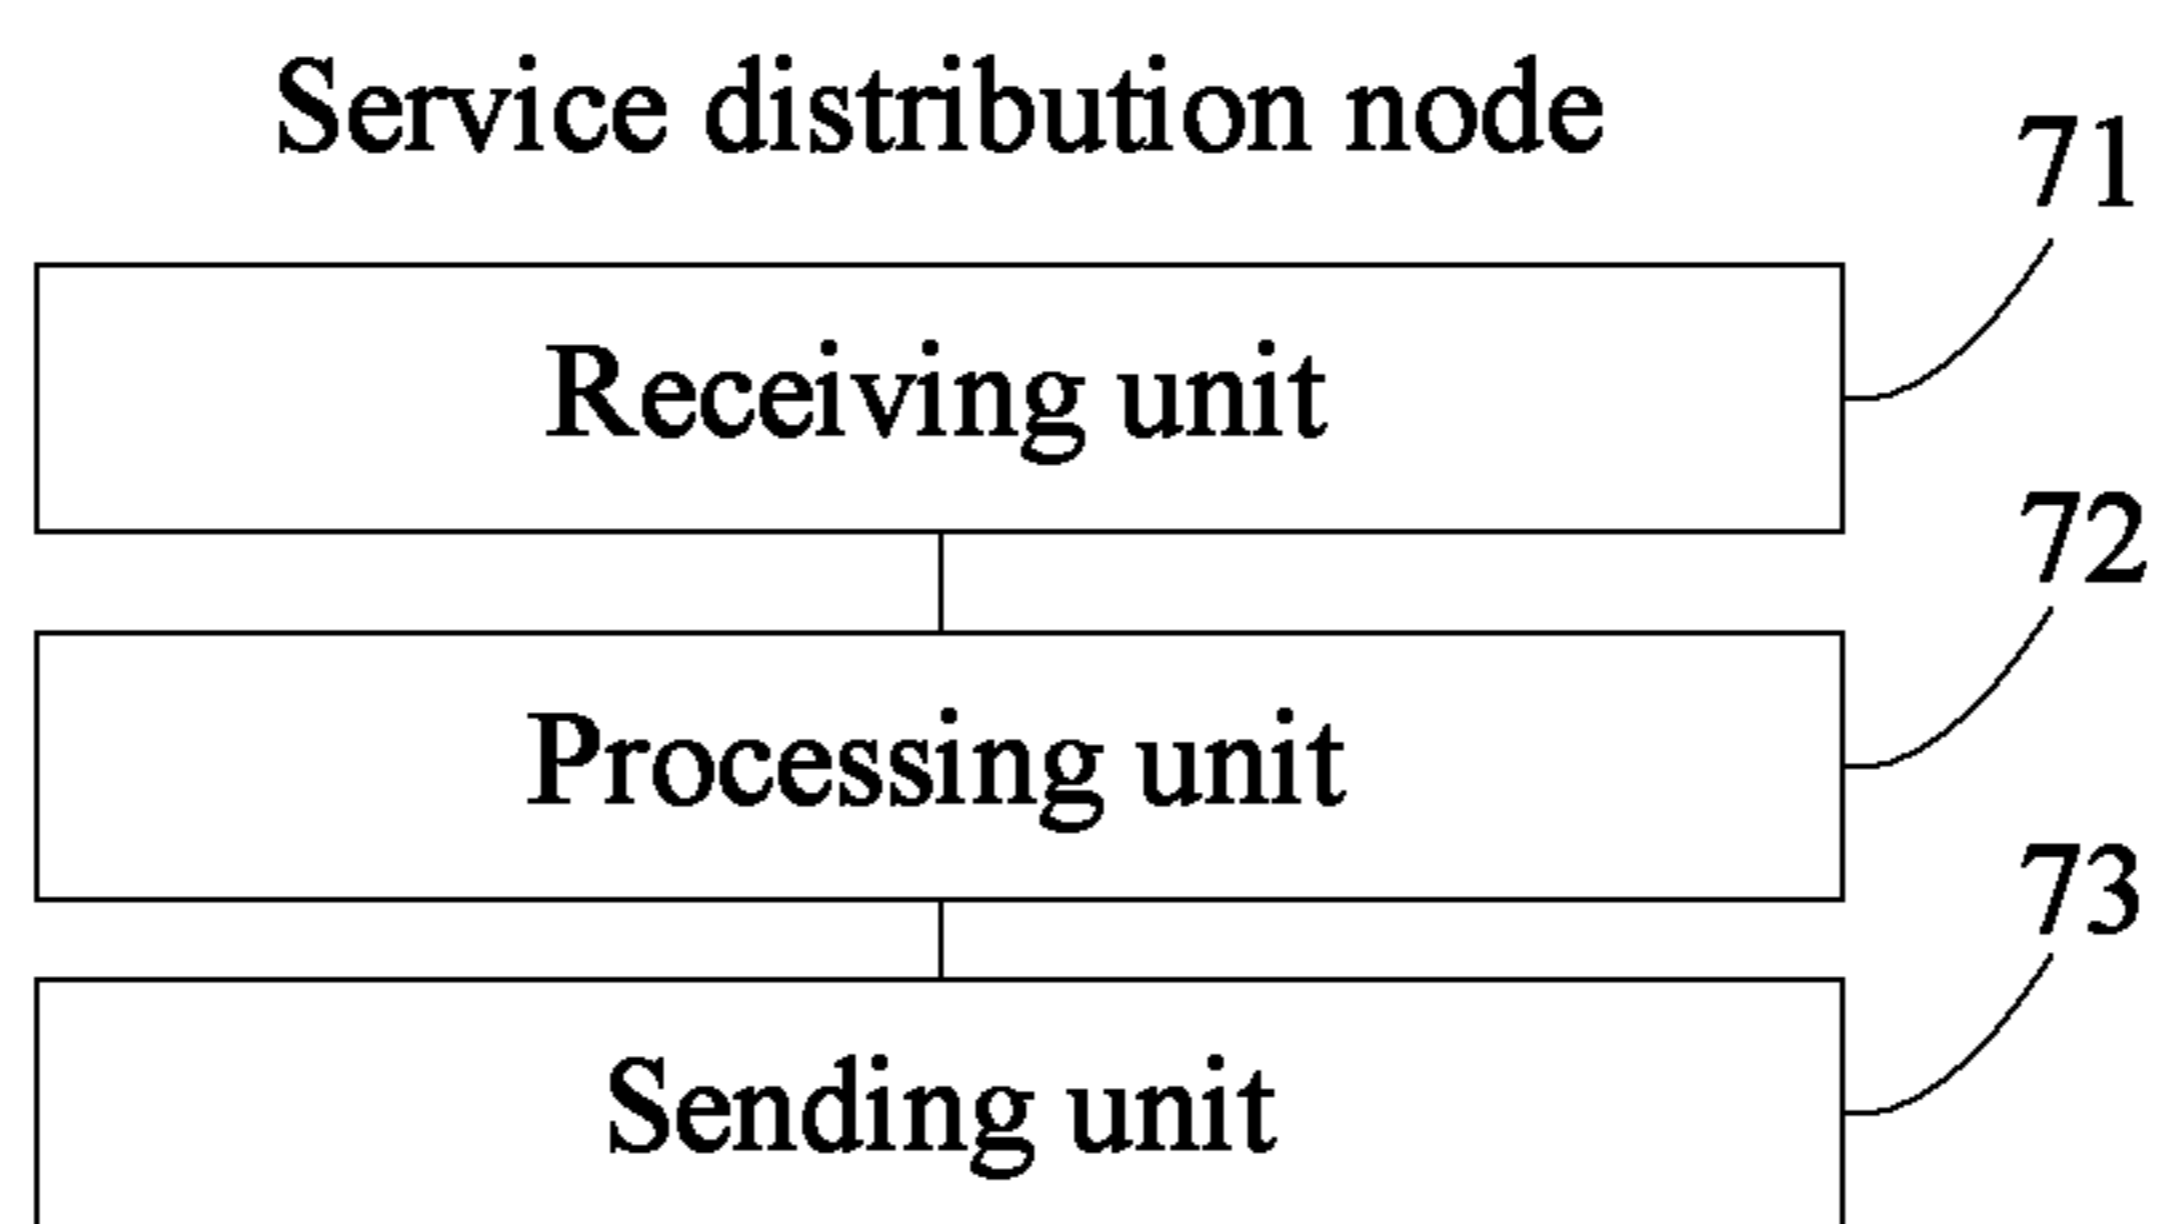 Service distribution node
71
Receiving unit
72
Processing unit
73
Sending unit